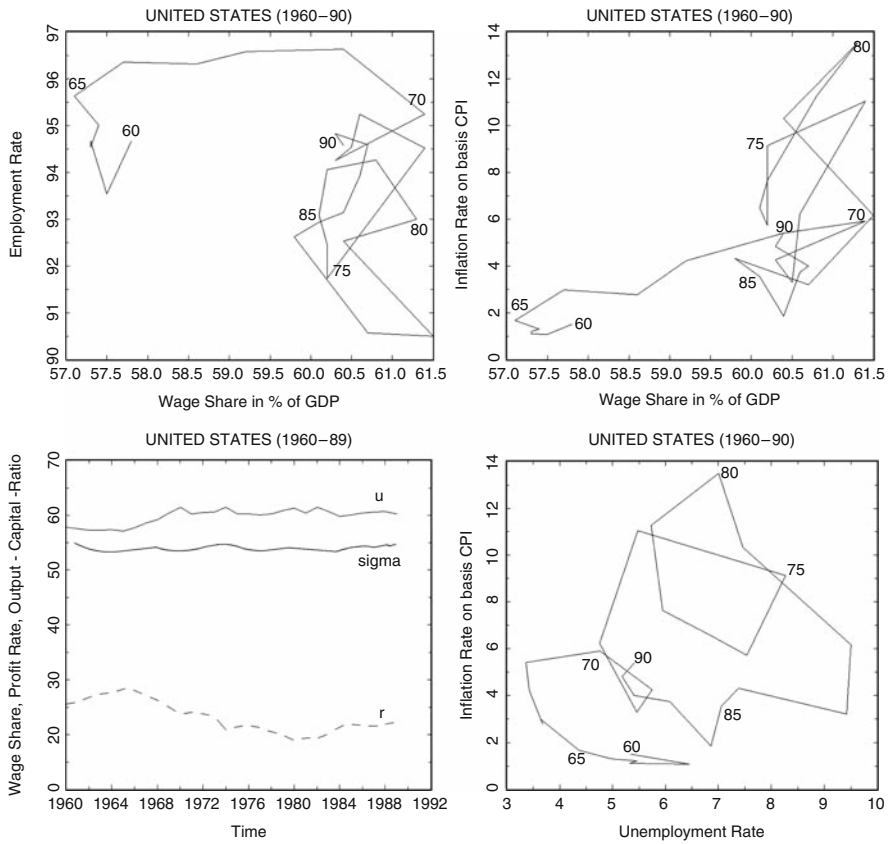 UNITED STATES (1960–90)
Employment Rate
97
96
95
94
93
92
91
90
65
60
70
90
85
80
75
57.0 57.5 58.0 58.5 59.0 59.5 60.0 60.5 61.0 61.5
Wage Share in % of GDP
UNITED STATES (1960–90)
Inflation Rate on basis CPI
14
12
10
8
6
4
2
0
80
75
70
90
85
65
60
57.0 57.5 58.0 58.5 59.0 59.5 60.0 60.5 61.0 61.5
Wage Share in % of GDP
UNITED STATES (1960–89)
Wage Share, Profit Rate, Output - Capital -Ratio
70
60
50
40
30
20
10
0
u
sigma
r
1960 1964 1968 1972 1976 1980 1984 1988 1992
Time
UNITED STATES (1960–90)
Inflation Rate on basis CPI
14
12
10
8
6
4
2
0
80
75
70
90
85
65
60
3 4 5 6 7 8 9 10
Unemployment Rate